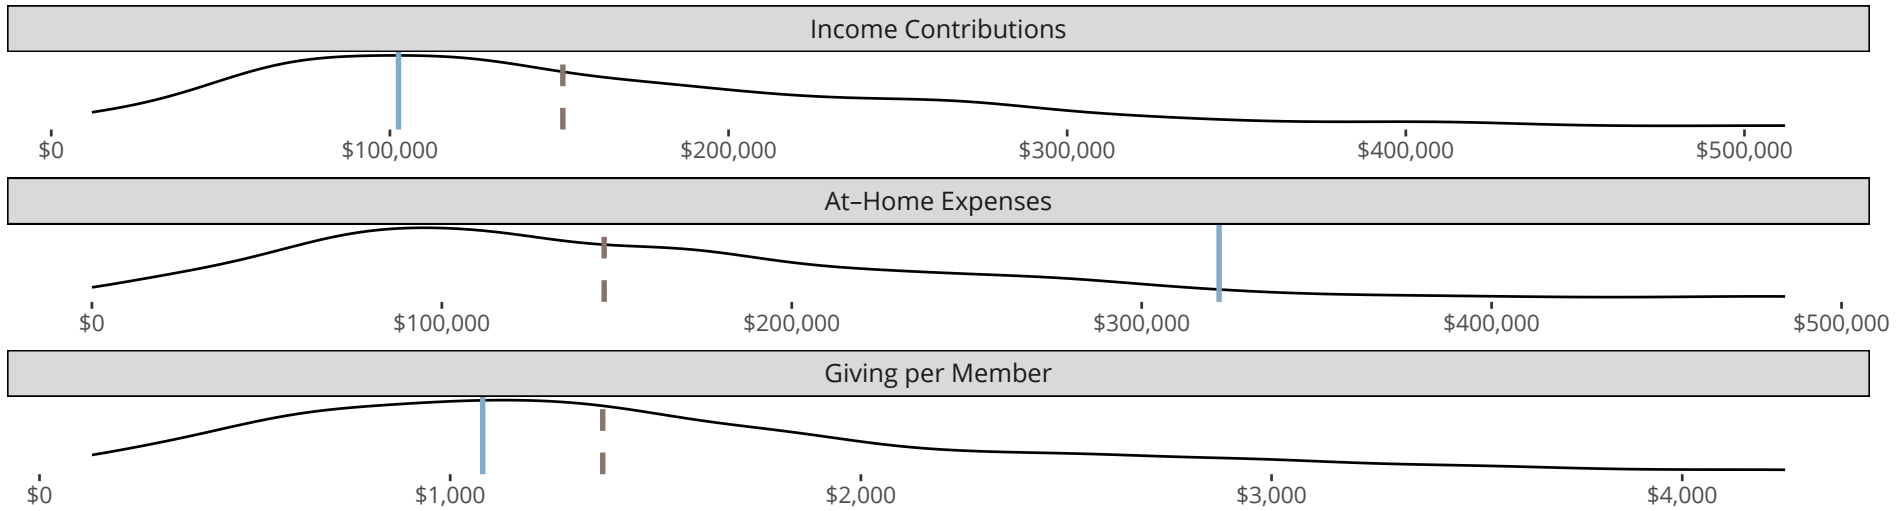 Income Contributions
$0 $100,000 $200,000 $300,000 $400,000 $500,000
At–Home Expenses
$0 $100,000 $200,000 $300,000 $400,000 $500,000
Giving per Member
$0 $1,000 $2,000 $3,000 $4,000